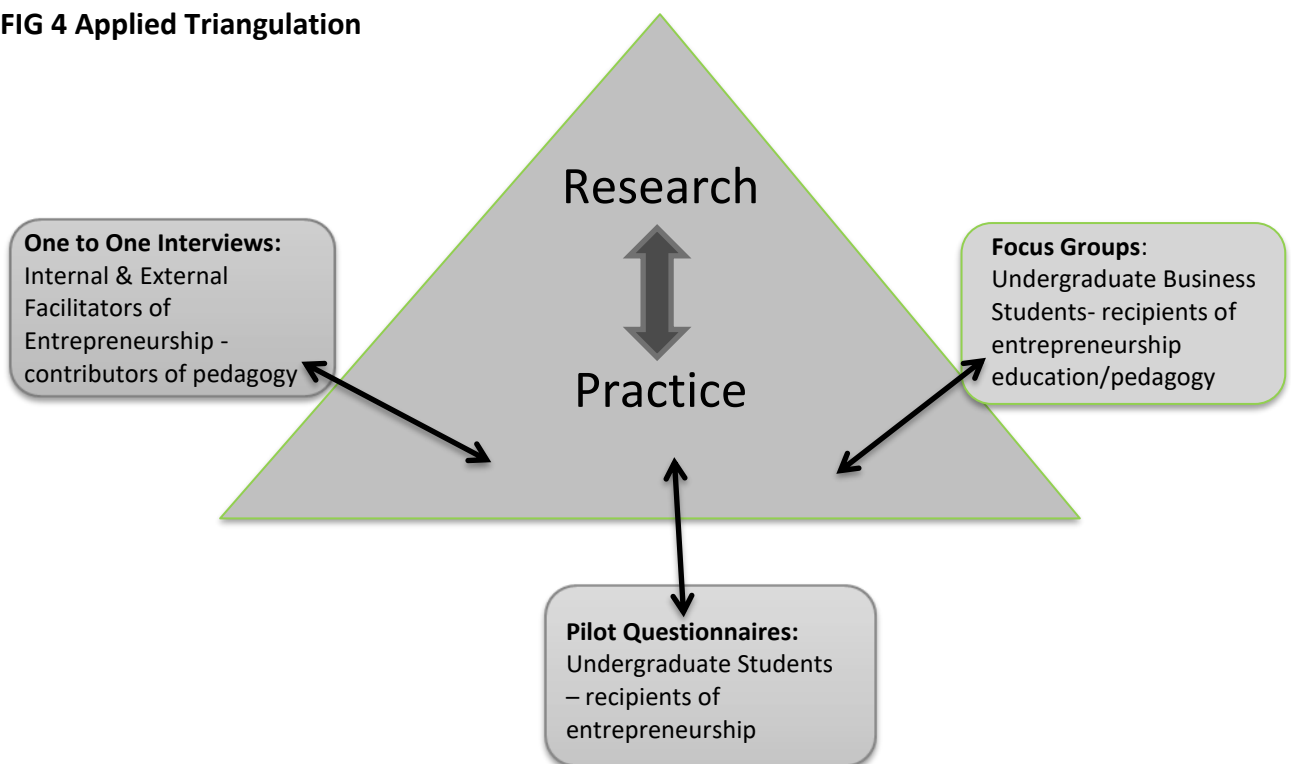 FIG 4 Applied Triangulation
Research
Practice
One to One Interviews:
Internal & External
Facilitators of
Entrepreneurship -
contributors of pedagogy
Focus Groups:
Undergraduate Business
Students- recipients of
entrepreneurship
education/pedagogy
Pilot Questionnaires:
Undergraduate Students
– recipients of
entrepreneurship